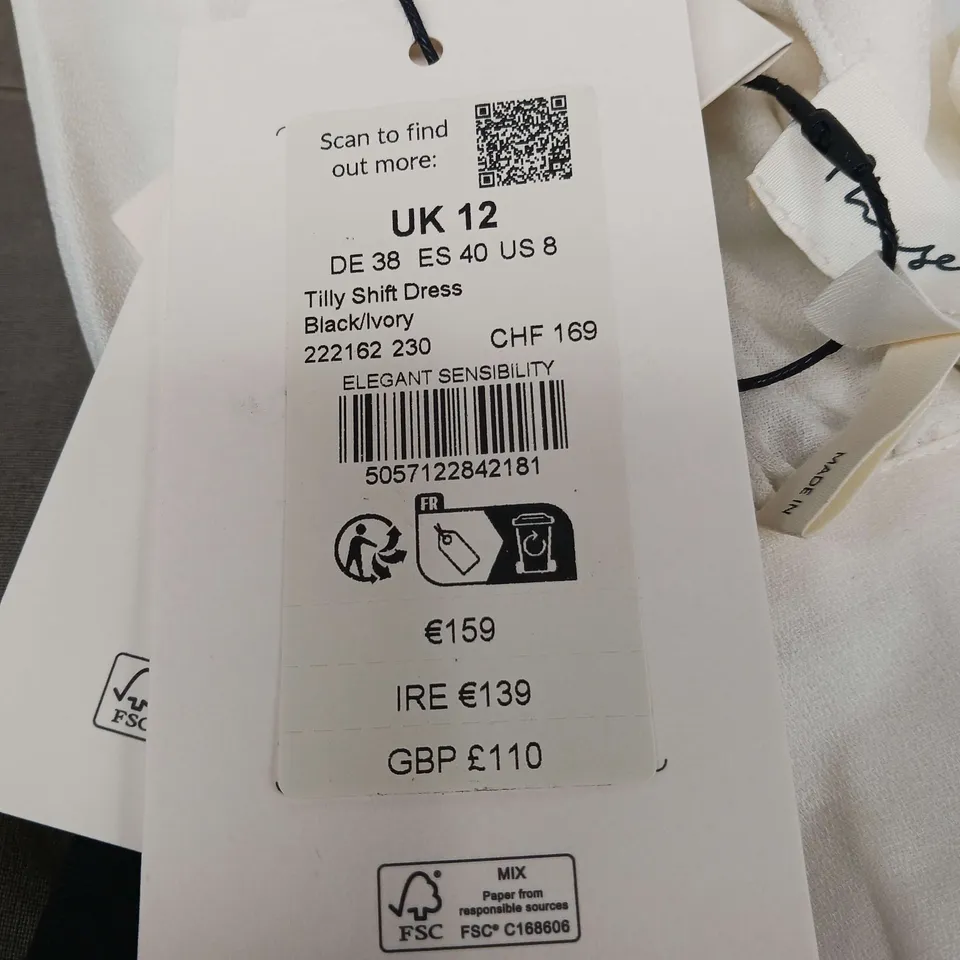 Scan to find
out more:
UK 12
DE 38 ES 40 US 8
Tilly Shift Dress
Black/Ivory
222162 230 CHF 169
ELEGANT SENSIBILITY
5057122842181
FR
€159
IRE €139
GBP £110
MIX
Paper from
responsible sources
FSC® C168606
FSC
FSC
MADE IN